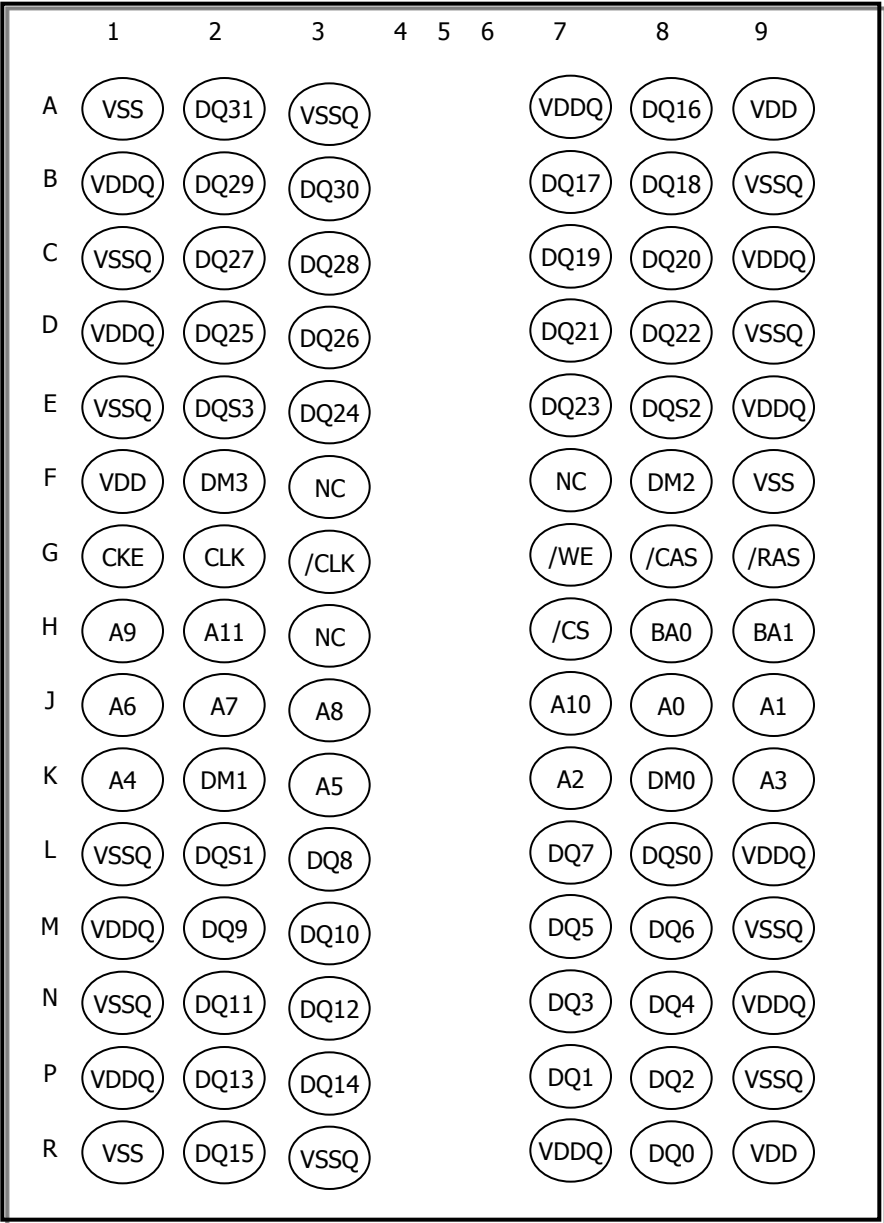 1 2 3 4 5 6 7 8 9
A VSS DQ31 VSSQ VDDQ DQ16 VDD
B VDDQ DQ29 DQ30 DQ17 DQ18 VSSQ
C VSSQ DQ27 DQ28 DQ19 DQ20 VDDQ
D VDDQ DQ25 DQ26 DQ21 DQ22 VSSQ
E VSSQ DQS3 DQ24 DQ23 DQS2 VDDQ
F VDD DM3 NC NC DM2 VSS
G CKE CLK /CLK /WE /CAS /RAS
H A9 A11 NC /CS BA0 BA1
J A6 A7 A8 A10 A0 A1
K A4 DM1 A5 A2 DM0 A3
L VSSQ DQS1 DQ8 DQ7 DQS0 VDDQ
M VDDQ DQ9 DQ10 DQ5 DQ6 VSSQ
N VSSQ DQ11 DQ12 DQ3 DQ4 VDDQ
P VDDQ DQ13 DQ14 DQ1 DQ2 VSSQ
R VSS DQ15 VSSQ VDDQ DQ0 VDD